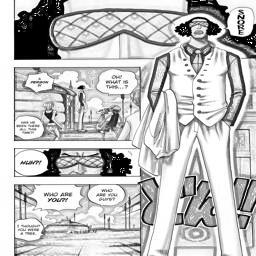 SNORE
A
PERSON
?!
OH!
WHAT IS
THIS...?
HAS HE
BEEN THERE
ALL THIS
TIME?!
HUH?!
WHO ARE
YOU?!
WHO ARE
YOU
GUYS?
I THOUGHT
YOU WERE
A TREE.